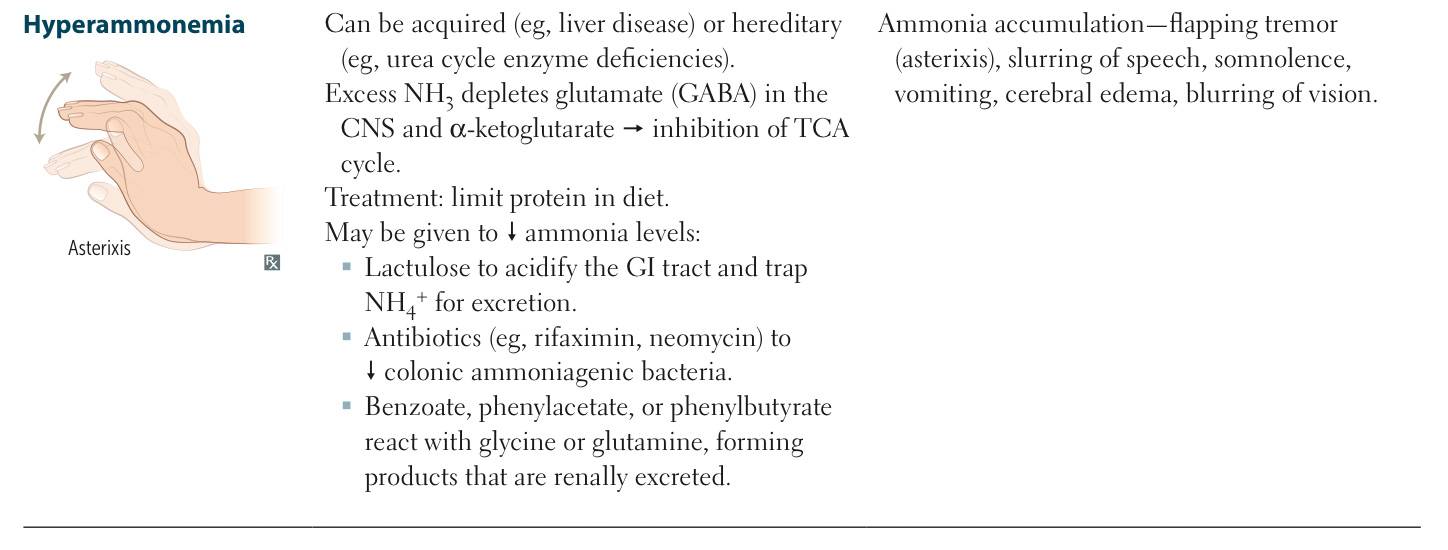 Hyperammonemia
Asterixis
Rx
Can be acquired (eg, liver disease) or hereditary
(eg, urea cycle enzyme deficiencies).
Excess NH₃ depletes glutamate (GABA) in the
CNS and α-ketoglutarate → inhibition of TCA
cycle.
Treatment: limit protein in diet.
May be given to ↓ ammonia levels:
▪ Lactulose to acidify the GI tract and trap
NH₄⁺ for excretion.
▪ Antibiotics (eg, rifaximin, neomycin) to
↓ colonic ammoniagenic bacteria.
▪ Benzoate, phenylacetate, or phenylbutyrate
react with glycine or glutamine, forming
products that are renally excreted.
Ammonia accumulation—flapping tremor
(asterixis), slurring of speech, somnolence,
vomiting, cerebral edema, blurring of vision.